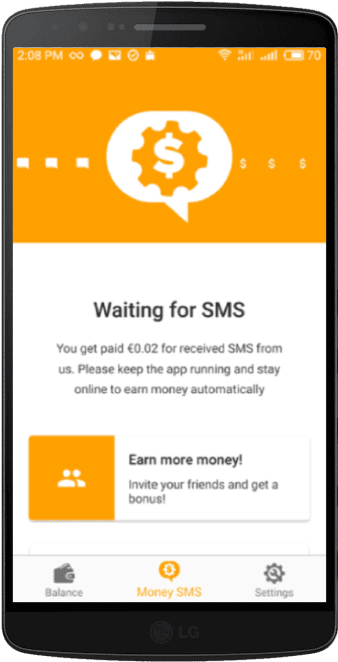 2:08 PM 70
$
$ $ $
Waiting for SMS
You get paid €0.02 for received SMS from
us. Please keep the app running and stay
online to earn money automatically
Earn more money!
Invite your friends and get a
bonus!
Balance Money SMS Settings
LG